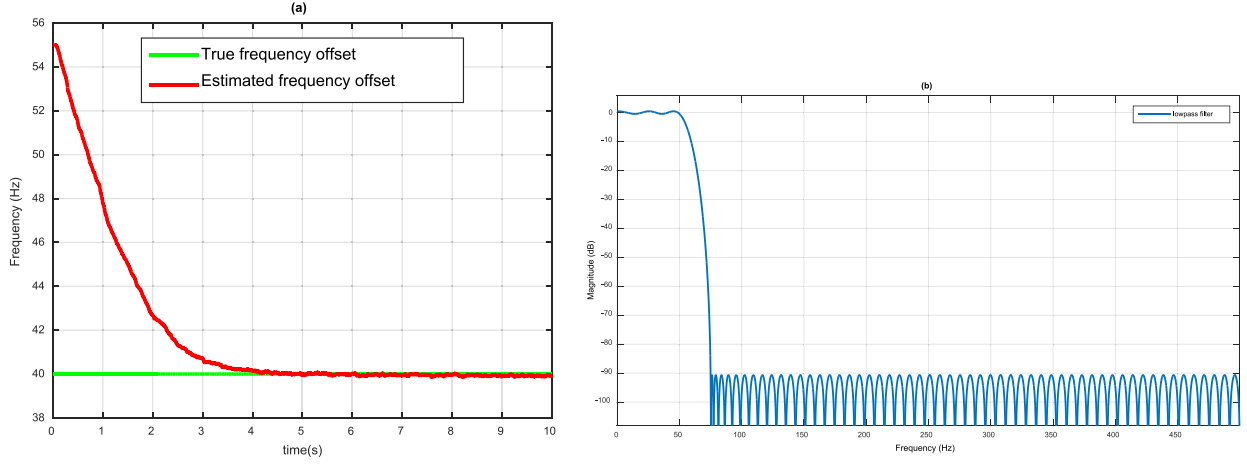 (a)
56
54
52
50
48
46
44
42
40
38
Frequency (Hz)
True frequency offset
Estimated frequency offset
0 1 2 3 4 5 6 7 8 9 10
time(s)
(b)
0
−10
−20
−30
−40
−50
−60
−70
−80
−90
−100
Magnitude (dB)
lowpass filter
0 50 100 150 200 250 300 350 400 450
Frequency (Hz)